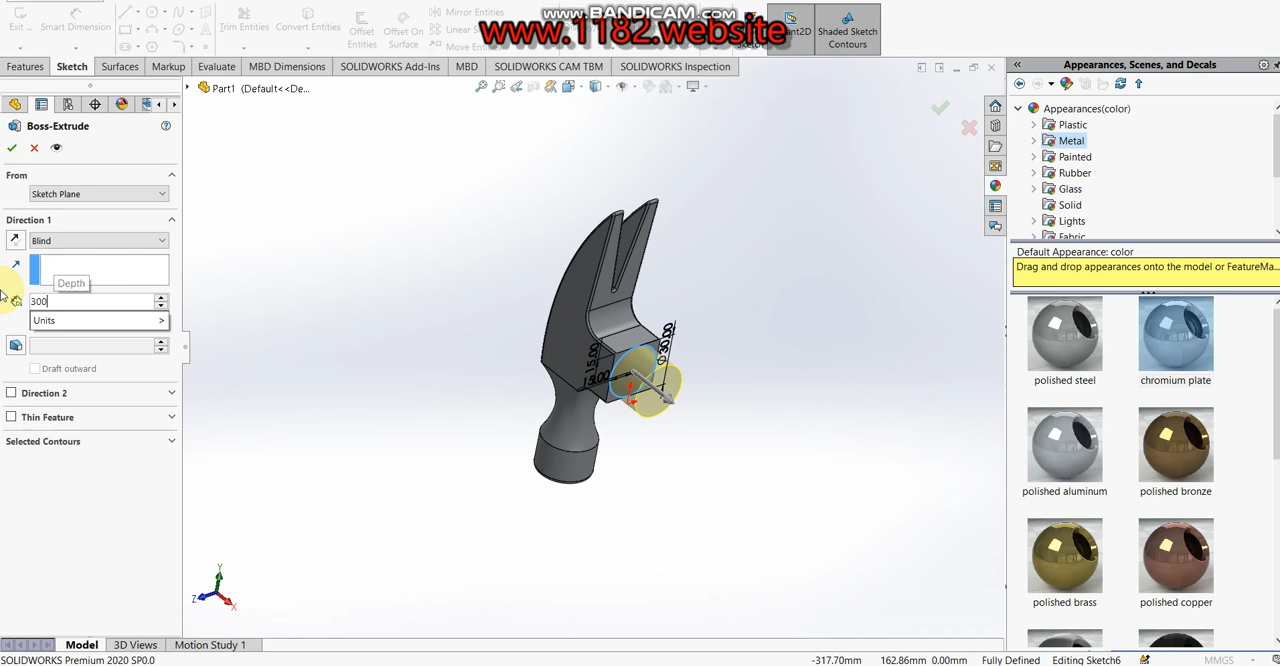 www.BANDICAM.com
www.1182.website
Exit...
Smart Dimension
Trim Entities
Convert Entities
Offset
Entities
Offset On
Surface
Mirror Entities
Linear S
Move Entities
Instant2D
Shaded Sketch
Contours
Features
Sketch
Surfaces
Markup
Evaluate
MBD Dimensions
SOLIDWORKS Add-Ins
MBD
SOLIDWORKS CAM TBM
SOLIDWORKS Inspection
Part1 (Default<<De...
Boss-Extrude
From
Sketch Plane
Direction 1
Blind
Depth
300
Units >
Draft outward
Direction 2
Thin Feature
Selected Contours
15.00
15.00
∅30.00
Y
Z
X
Appearances, Scenes, and Decals
Appearances(color)
Plastic
Metal
Painted
Rubber
Glass
Solid
Lights
Fabric
Default Appearance: color
Drag and drop appearances onto the model or FeatureMa...
polished steel
chromium plate
polished aluminum
polished bronze
polished brass
polished copper
Model
3D Views
Motion Study 1
SOLIDWORKS Premium 2020 SP0.0
-317.70mm
162.86mm
0.00mm
Fully Defined
Editing Sketch6
MMGS